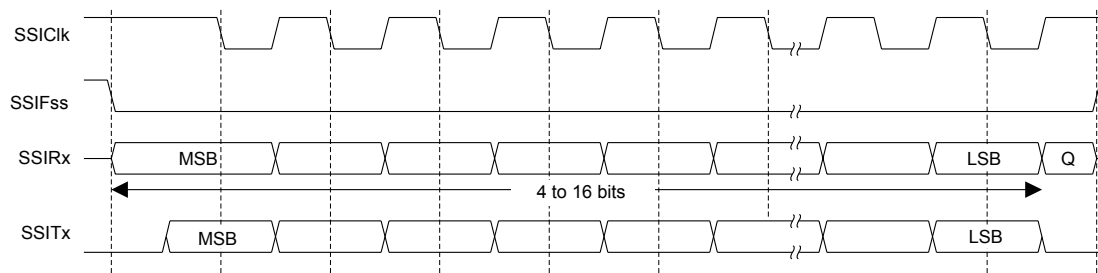 SSIClk
SSIFss
SSIRx MSB LSB Q
4 to 16 bits
SSITx MSB LSB